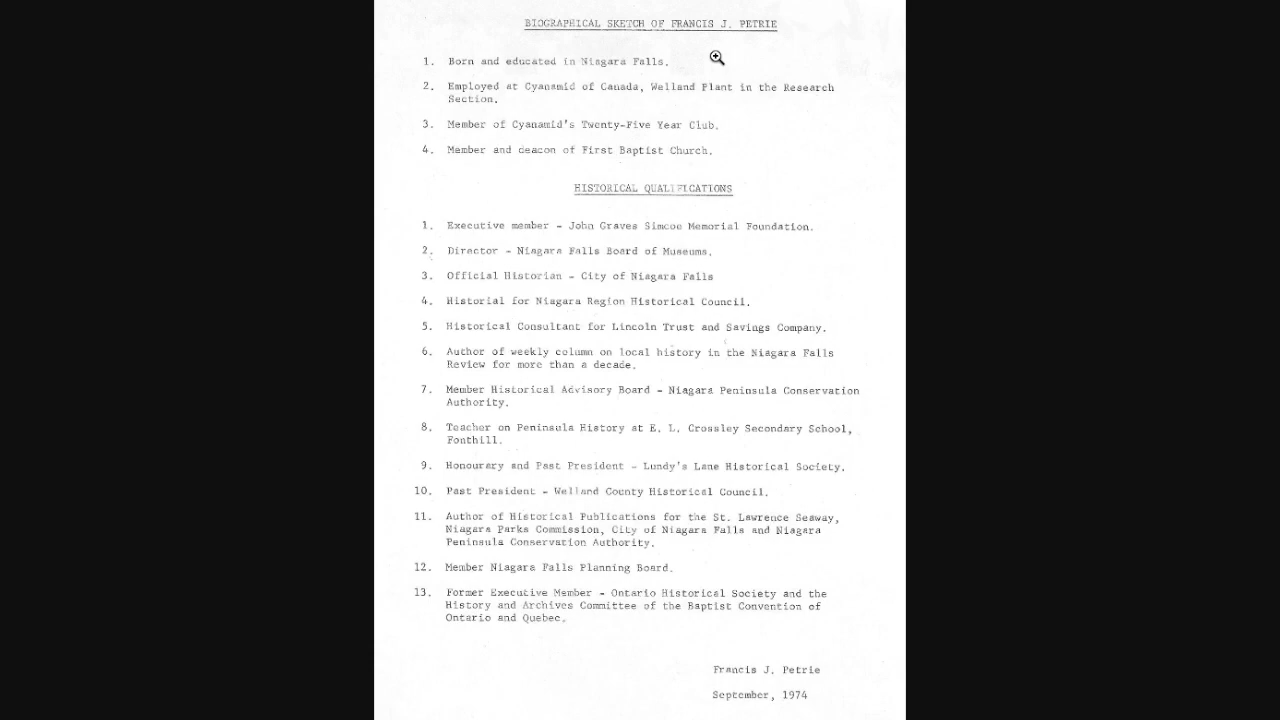 BIOGRAPHICAL SKETCH OF FRANCIS J. PETRIE
1. Born and educated in Niagara Falls.
2. Employed at Cyanamid of Canada, Welland Plant in the Research
Section.
3. Member of Cyanamid's Twenty-Five Year Club.
4. Member and deacon of First Baptist Church.
HISTORICAL QUALIFICATIONS
1. Executive member - John Graves Simcoe Memorial Foundation.
2. Director - Niagara Falls Board of Museums.
3. Official Historian - City of Niagara Falls
4. Historial for Niagara Region Historical Council.
5. Historical Consultant for Lincoln Trust and Savings Company.
6. Author of weekly column on local history in the Niagara Falls
Review for more than a decade.
7. Member Historical Advisory Board - Niagara Peninsula Conservation
Authority.
8. Teacher on Peninsula History at E. L. Crossley Secondary School,
Fonthill.
9. Honourary and Past President - Lundy's Lane Historical Society.
10. Past President - Welland County Historical Council.
11. Author of Historical Publications for the St. Lawrence Seaway,
Niagara Parks Commission, City of Niagara Falls and Niagara
Peninsula Conservation Authority.
12. Member Niagara Falls Planning Board.
13. Former Executive Member - Ontario Historical Society and the
History and Archives Committee of the Baptist Convention of
Ontario and Quebec.
Francis J. Petrie
September, 1974